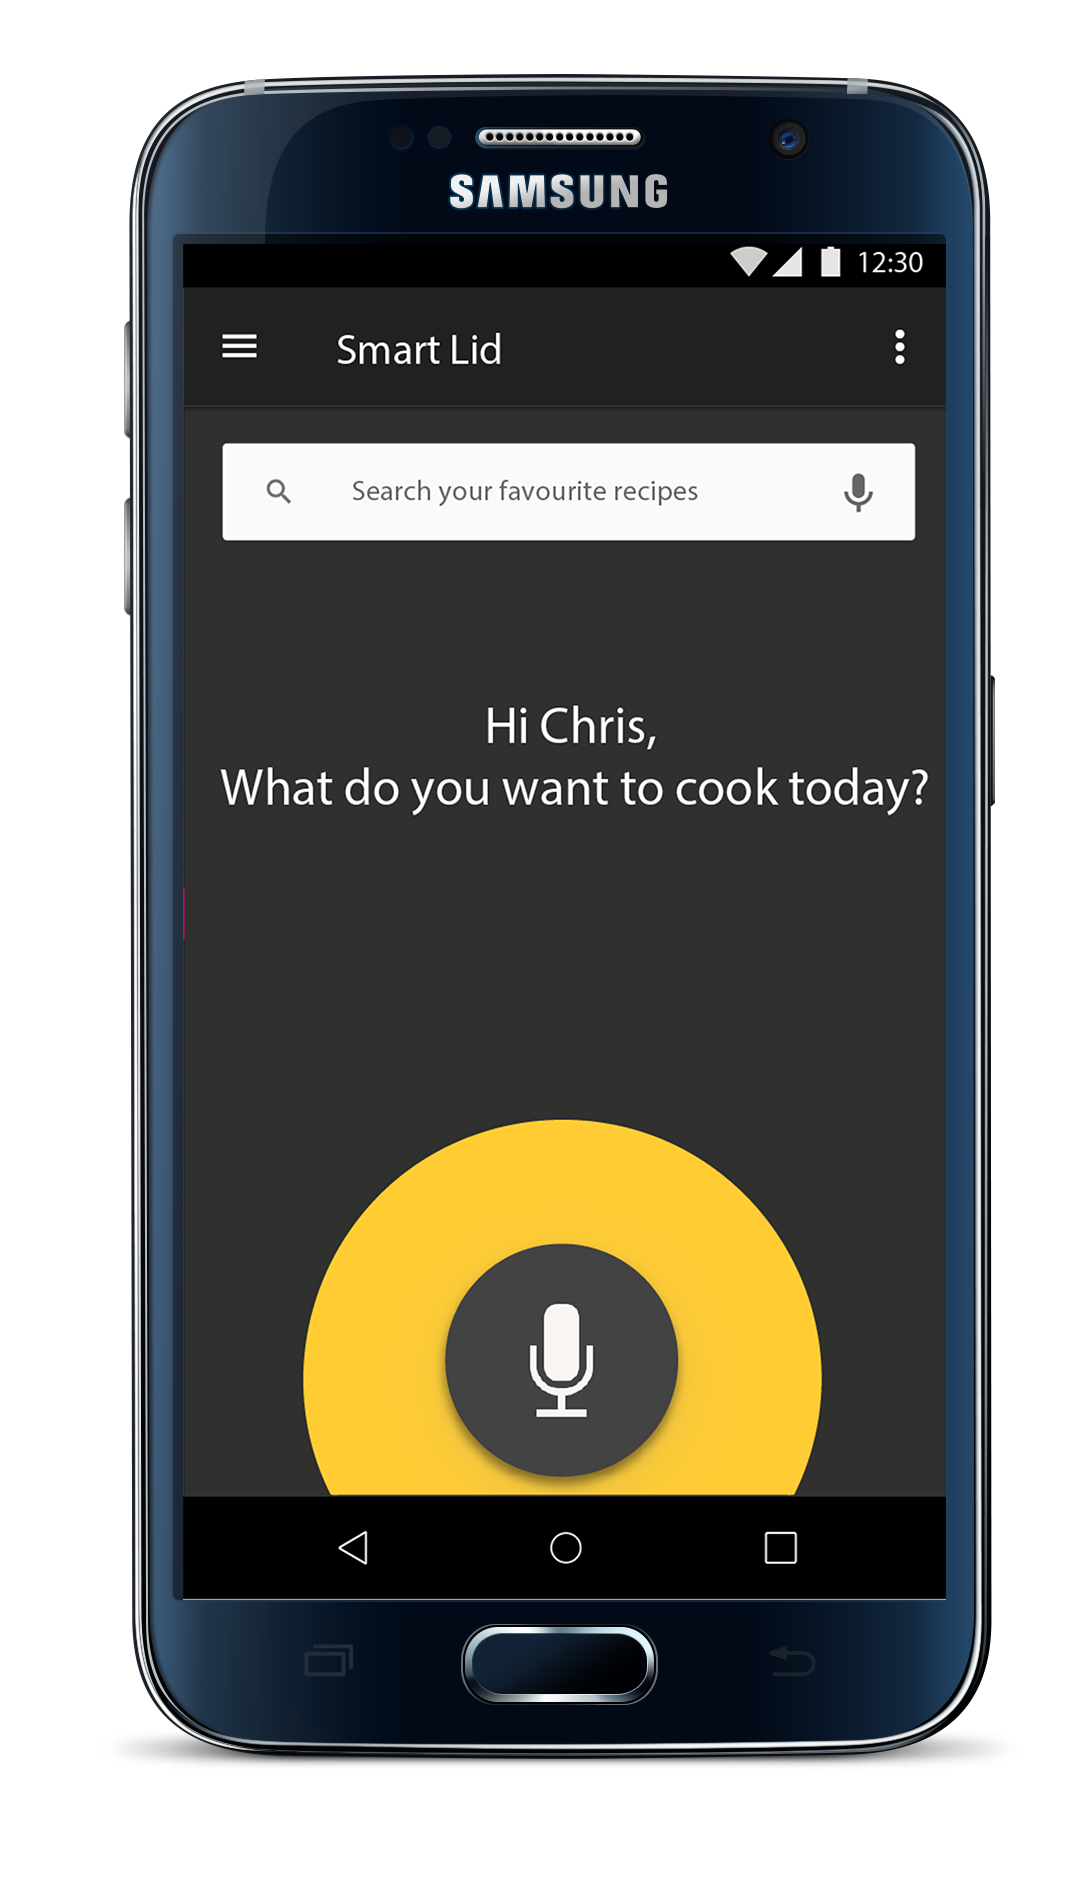 SAMSUNG
12:30
Smart Lid
Search your favourite recipes
Hi Chris,
What do you want to cook today?